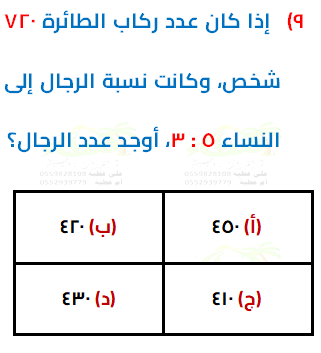 ٩) إذا كان عدد ركاب الطائرة ٧٢٠
شخص، وكانت نسبة الرجال إلى
النساء ٥ : ٣، أوجد عدد الرجال؟
(أ) ٤٥٠
(ب) ٤٢٠
(ج) ٤١٠
(د) ٤٣٠